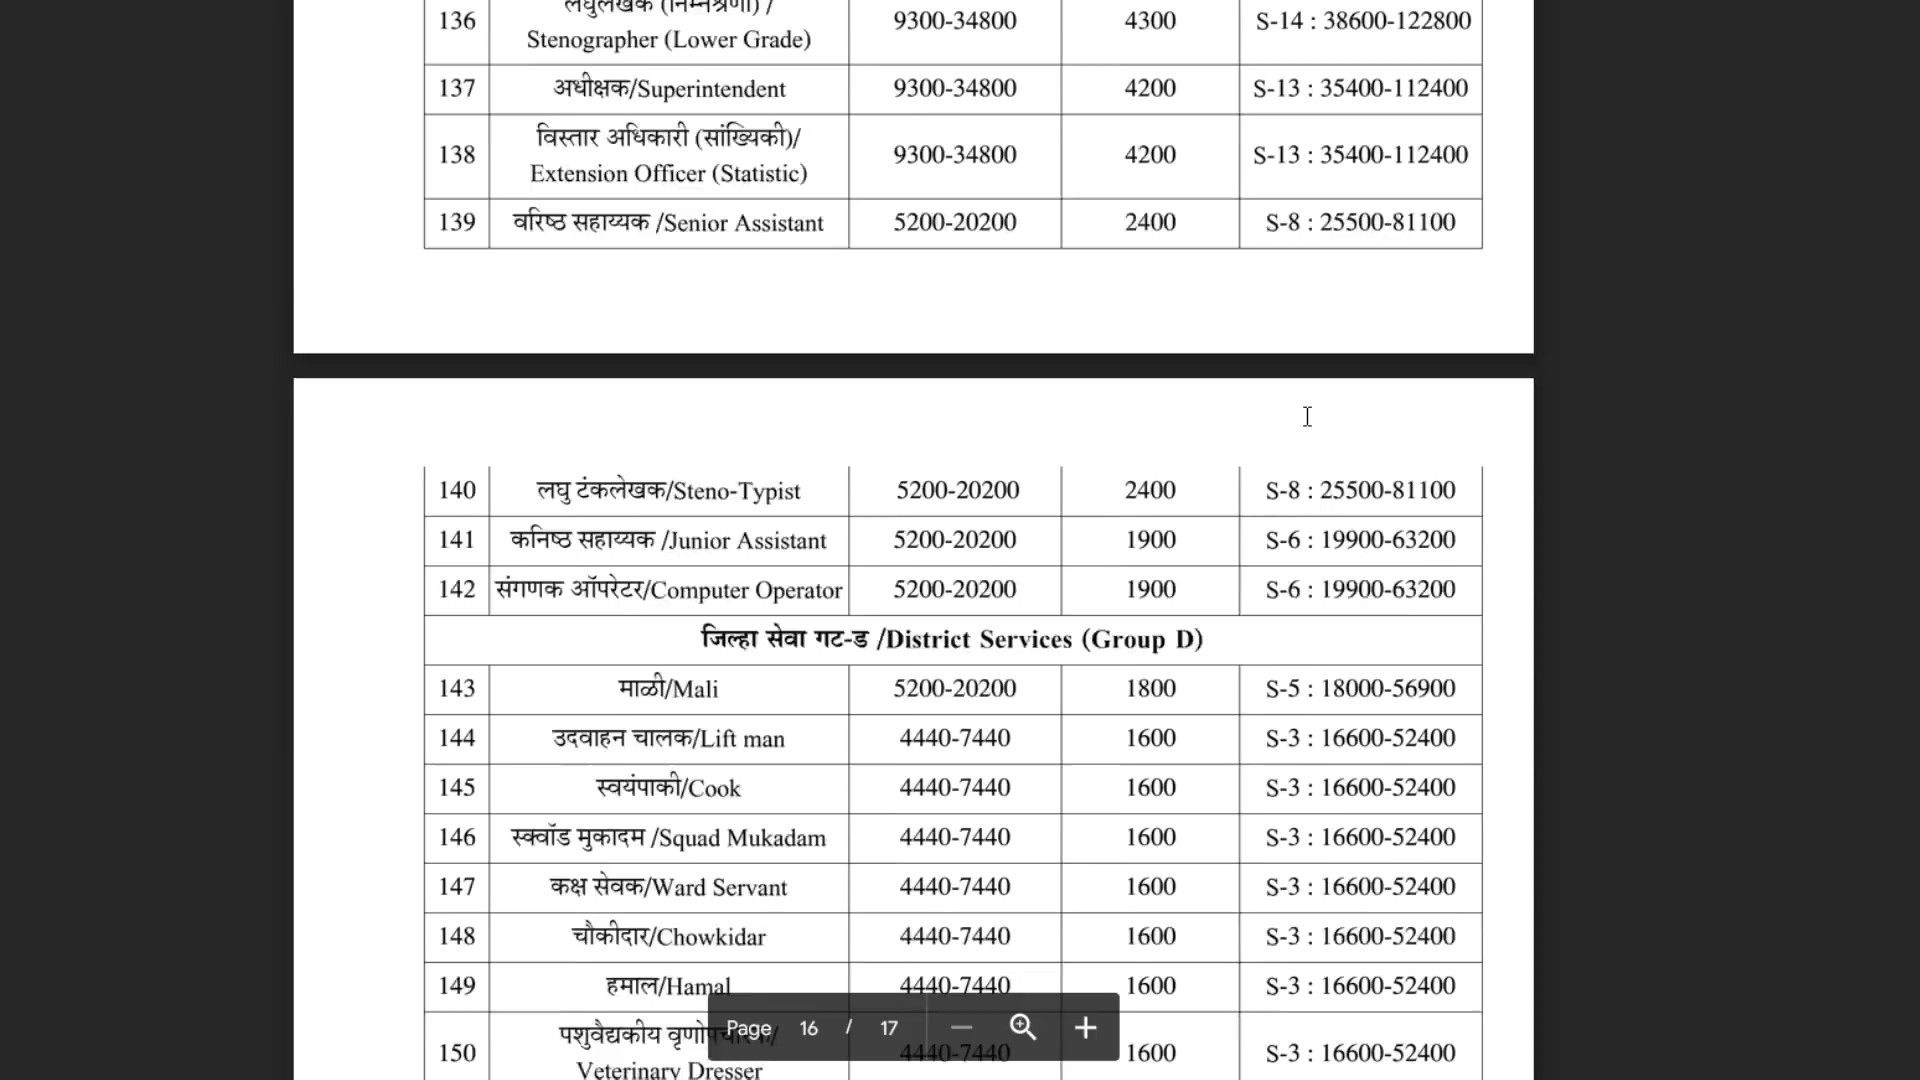 136 लघुलेखक (निम्नश्रेणी) / 9300-34800 4300 S-14 : 38600-122800
Stenographer (Lower Grade)
137 अधीक्षक/Superintendent 9300-34800 4200 S-13 : 35400-112400
138 विस्तार अधिकारी (सांख्यिकी)/ 9300-34800 4200 S-13 : 35400-112400
Extension Officer (Statistic)
139 वरिष्ठ सहाय्यक /Senior Assistant 5200-20200 2400 S-8 : 25500-81100
140 लघु टंकलेखक/Steno-Typist 5200-20200 2400 S-8 : 25500-81100
141 कनिष्ठ सहाय्यक /Junior Assistant 5200-20200 1900 S-6 : 19900-63200
142 संगणक ऑपरेटर/Computer Operator 5200-20200 1900 S-6 : 19900-63200
जिल्हा सेवा गट-ड /District Services (Group D)
143 माळी/Mali 5200-20200 1800 S-5 : 18000-56900
144 उदवाहन चालक/Lift man 4440-7440 1600 S-3 : 16600-52400
145 स्वयंपाकी/Cook 4440-7440 1600 S-3 : 16600-52400
146 स्क्वॉड मुकादम /Squad Mukadam 4440-7440 1600 S-3 : 16600-52400
147 कक्ष सेवक/Ward Servant 4440-7440 1600 S-3 : 16600-52400
148 चौकीदार/Chowkidar 4440-7440 1600 S-3 : 16600-52400
149 हमाल/Hamal 4440-7440 1600 S-3 : 16600-52400
150 पशुवैद्यकीय 4440-7440 1600 S-3 : 16600-52400
Veterinary Dresser
Page 16 / 17